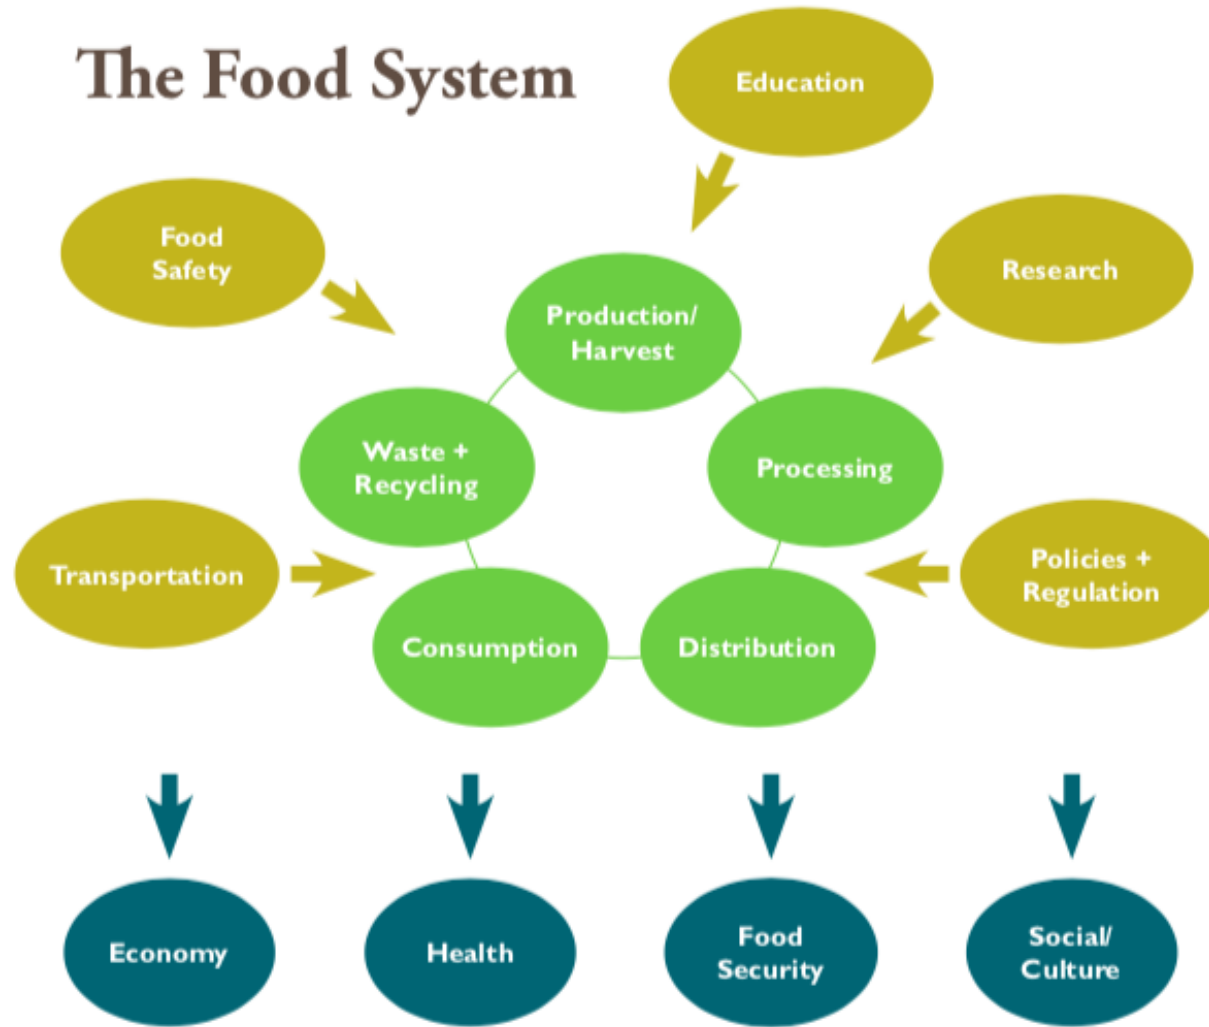 The Food System
Education
Food
Safety
Research
Production/
Harvest
Waste +
Recycling
Processing
Transportation
Policies +
Regulation
Consumption
Distribution
Economy
Health
Food
Security
Social/
Culture